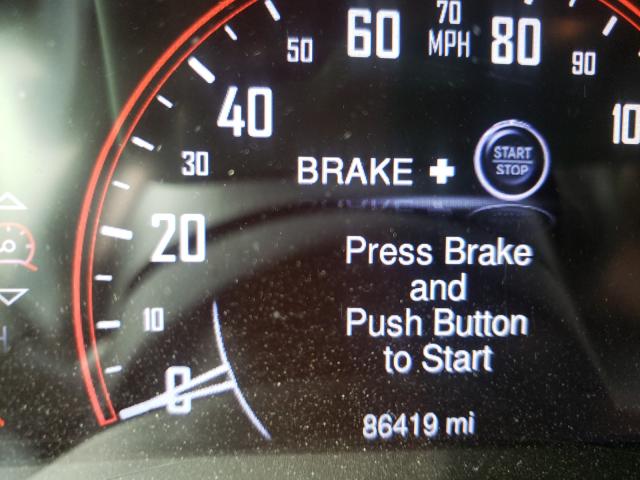 70
60 MPH 80
50 90
40
30
20
10
0
BRAKE + START
STOP
Press Brake
and
Push Button
to Start
86419 mi